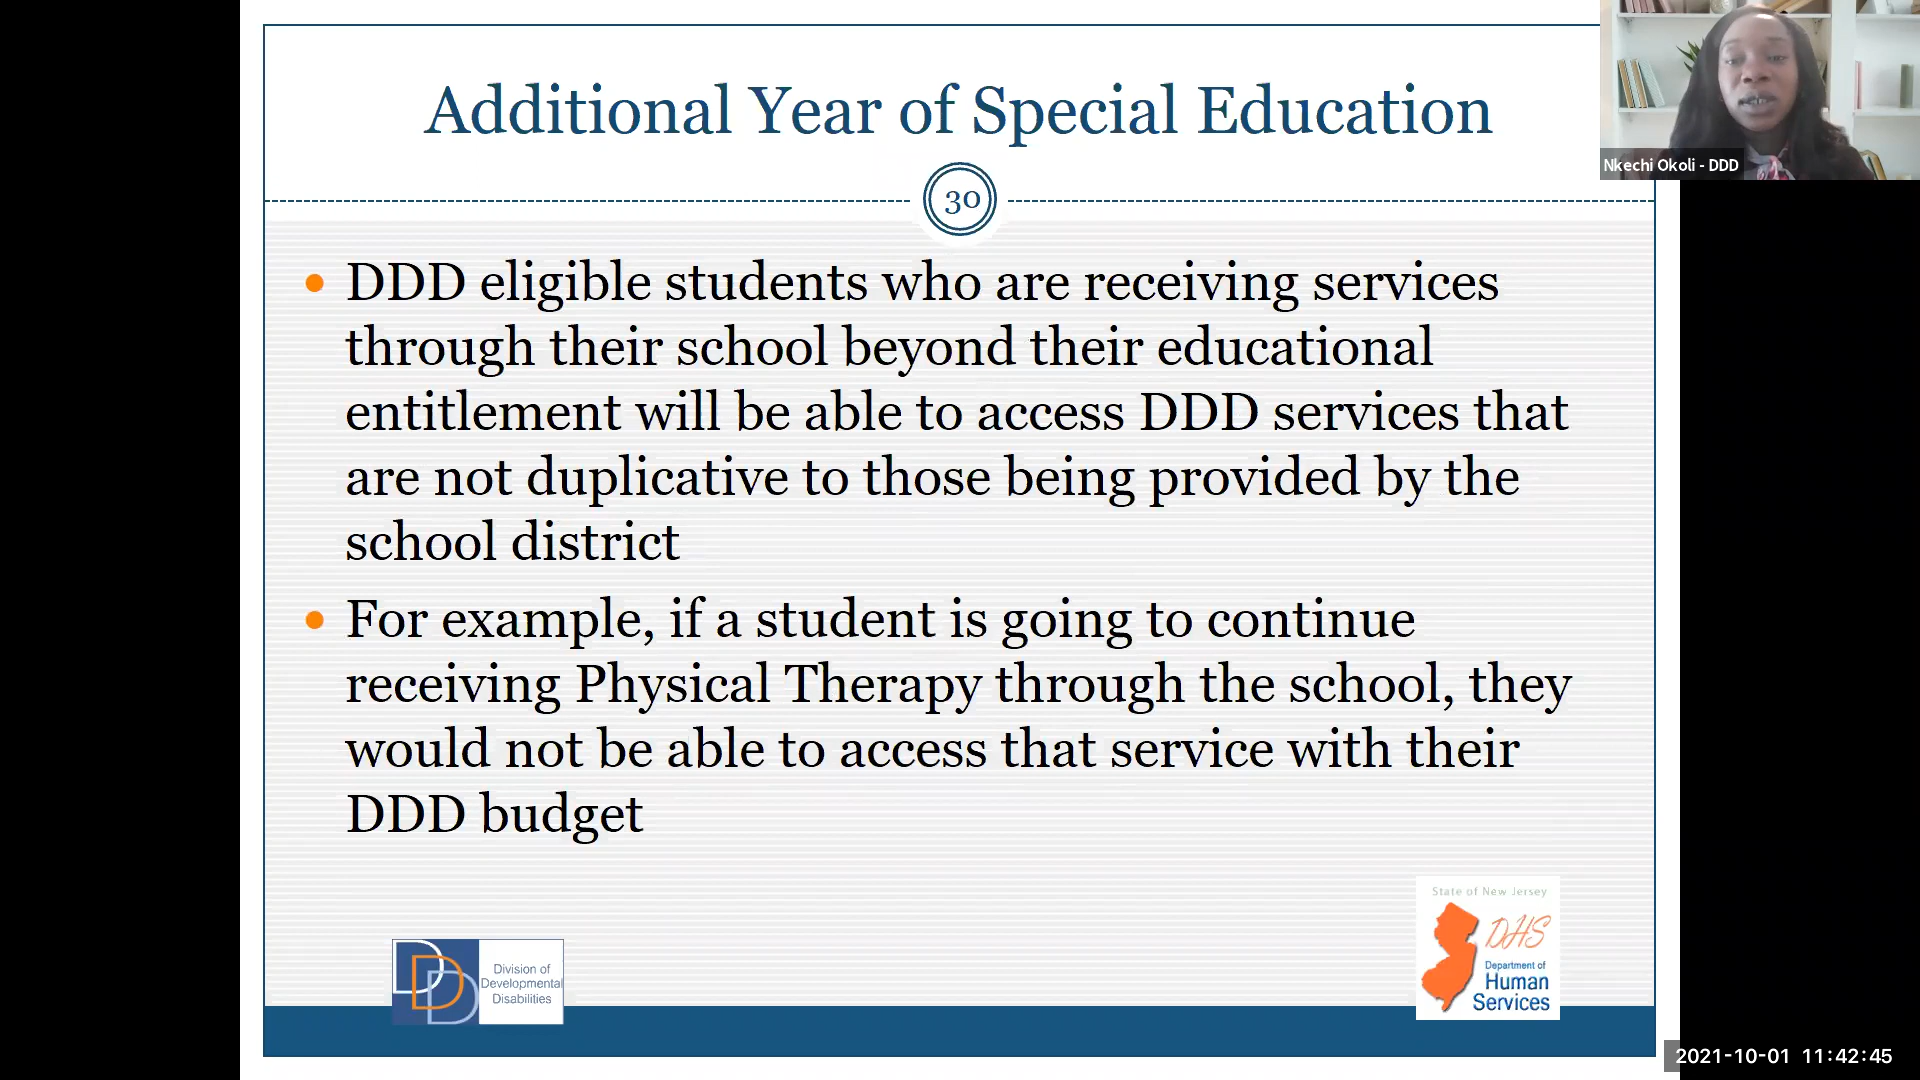 Additional Year of Special Education
Nkechi Okoli - DDD
30
DDD eligible students who are receiving services
through their school beyond their educational
entitlement will be able to access DDD services that
are not duplicative to those being provided by the
school district
For example, if a student is going to continue
receiving Physical Therapy through the school, they
would not be able to access that service with their
DDD budget
DDD
Division of
Developmental
Disabilities
State of New Jersey
DHS
Department of
Human
Services
2021-10-01 11:42:45